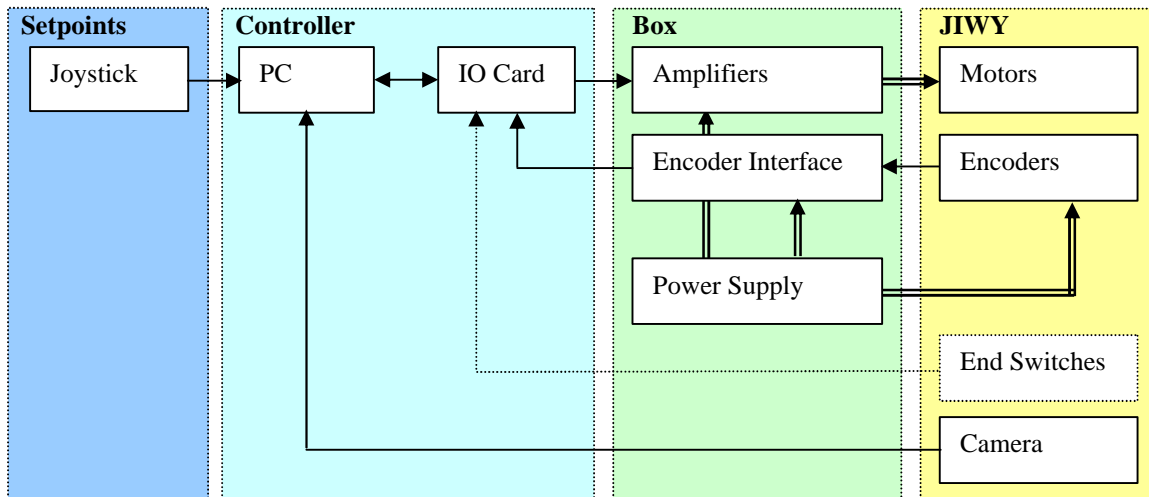 Setpoints
Controller
Box
JIWY
Joystick
PC
IO Card
Amplifiers
Motors
Encoder Interface
Encoders
Power Supply
End Switches
Camera